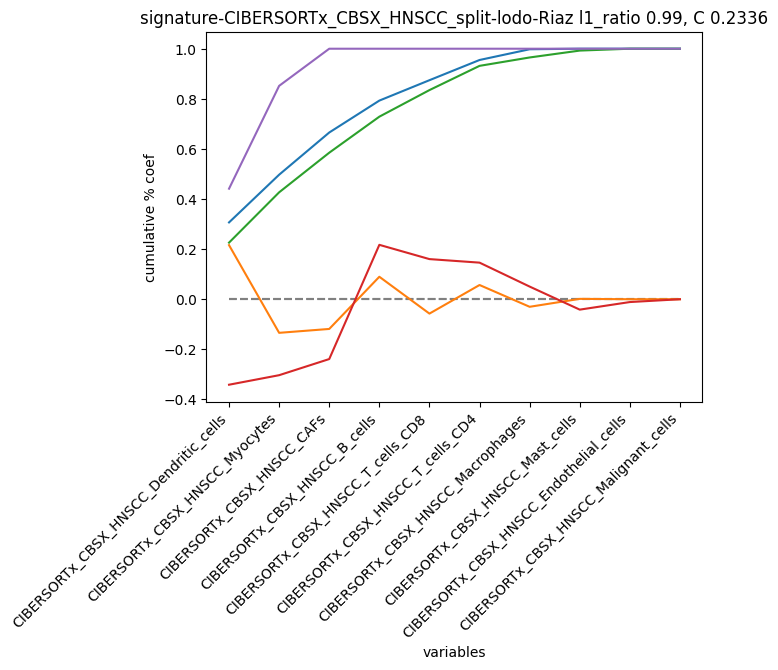 signature-CIBERSORTx_CBSX_HNSCC_split-lodo-Riaz l1_ratio 0.99, C 0.2336
cumulative % coef
1.0
0.8
0.6
0.4
0.2
0.0
−0.2
−0.4
CIBERSORTx_CBSX_HNSCC_Dendritic_cells
CIBERSORTx_CBSX_HNSCC_Myocytes
CIBERSORTx_CBSX_HNSCC_CAFs
CIBERSORTx_CBSX_HNSCC_B_cells
CIBERSORTx_CBSX_HNSCC_T_cells_CD8
CIBERSORTx_CBSX_HNSCC_T_cells_CD4
CIBERSORTx_CBSX_HNSCC_Macrophages
CIBERSORTx_CBSX_HNSCC_Mast_cells
CIBERSORTx_CBSX_HNSCC_Endothelial_cells
CIBERSORTx_CBSX_HNSCC_Malignant_cells
variables